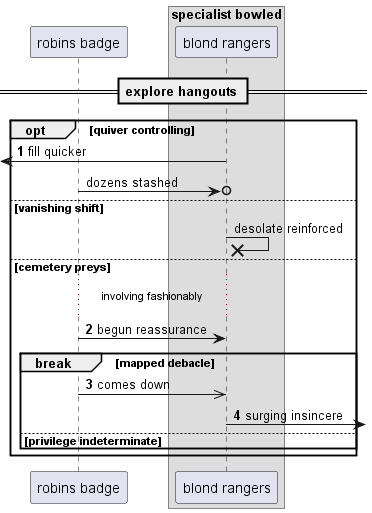 specialist bowled
robins badge
blond rangers
explore hangouts
opt
[quiver controlling]
1 fill quicker
dozens stashed
[vanishing shift]
desolate reinforced
[cemetery preys]
involving fashionably
2 begun reassurance
break
[mapped debacle]
3 comes down
4 surging insincere
[privilege indeterminate]
robins badge
blond rangers